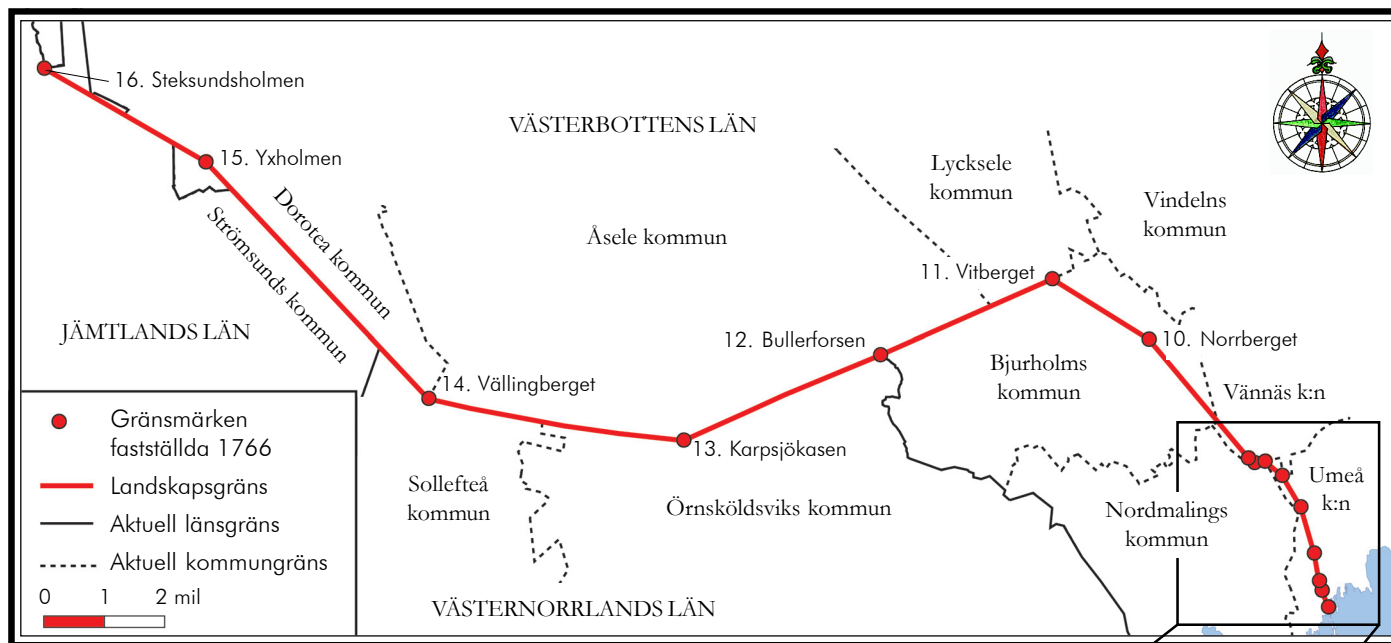 16. Steksundsholmen
VÄSTERBOTTENS LÄN
15. Yxholmen
Lycksele
kommun
Vindelns
kommun
Dorotea kommun
Strömsunds kommun
Åsele kommun
11. Vitberget
JÄMTLANDS LÄN
12. Bullerforsen
10. Norrberget
Bjurholms
kommun
14. Vällingberget
Vännäs k:n
13. Karpsjökasen
Sollefteå
kommun
Örnsköldsviks kommun
Nordmalings
kommun
Umeå
k:n
VÄSTERNORRLANDS LÄN
Gränsmärken
fastställda 1766
Landskapsgräns
Aktuell länsgräns
Aktuell kommungräns
0 1 2 mil